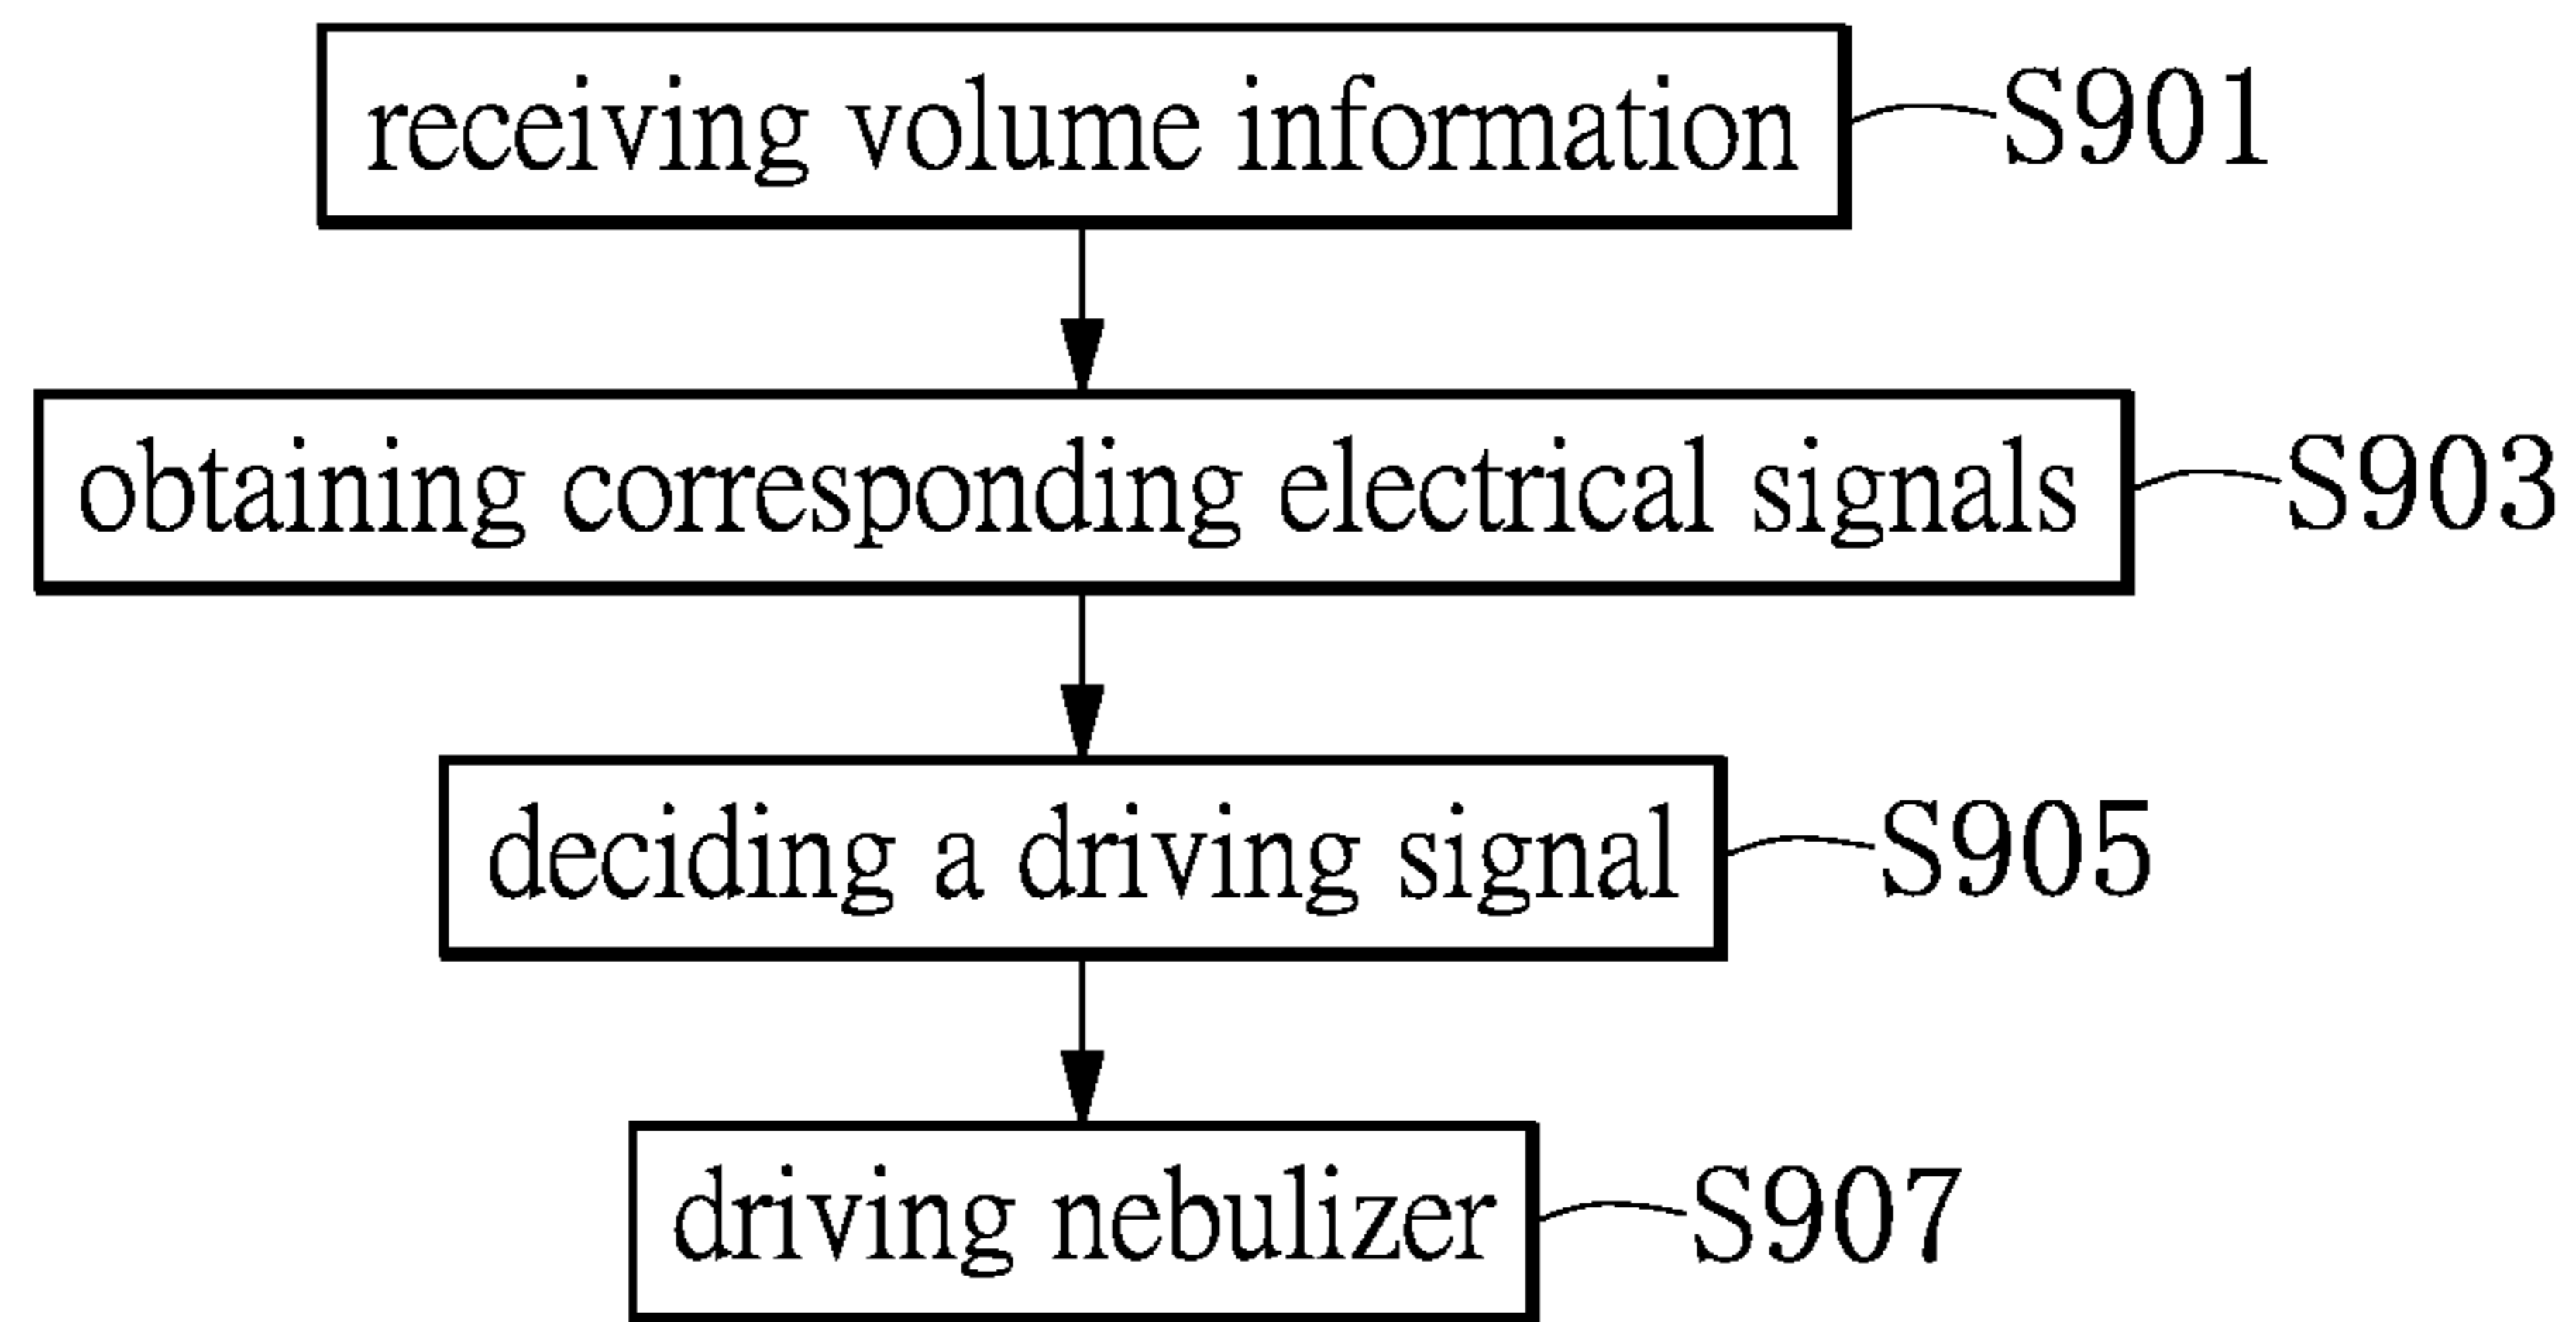 receiving volume information
S901
obtaining corresponding electrical signals
S903
deciding a driving signal
S905
driving nebulizer
S907